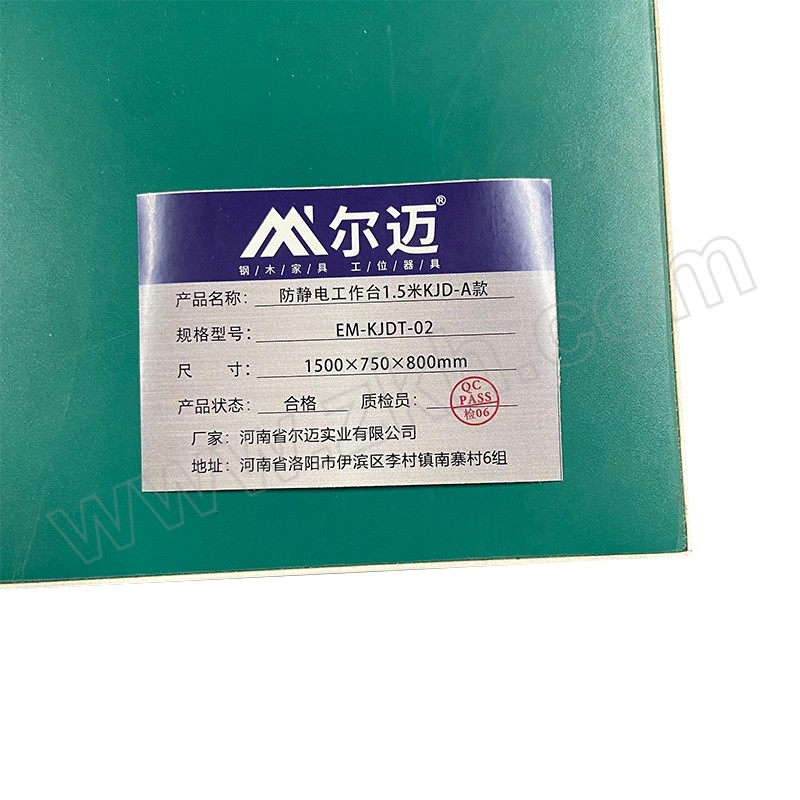 尔迈®
钢/木/家/具 工/位/器/具
产品名称： 防静电工作台1.5米KJD-A款
规格型号： EM-KJDT-02
尺 寸： 1500×750×800mm
产品状态： 合格 质检员：
QC
PASS
检06
厂家：河南省尔迈实业有限公司
地址：河南省洛阳市伊滨区李村镇南寨村6组
www.zkh.com